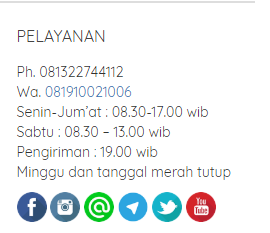 PELAYANAN
Ph. 081322744112
Wa. 081910021006
Senin-Jum'at : 08.30-17.00 wib
Sabtu : 08.30 – 13.00 wib
Pengiriman : 19.00 wib
Minggu dan tanggal merah tutup
You Tube